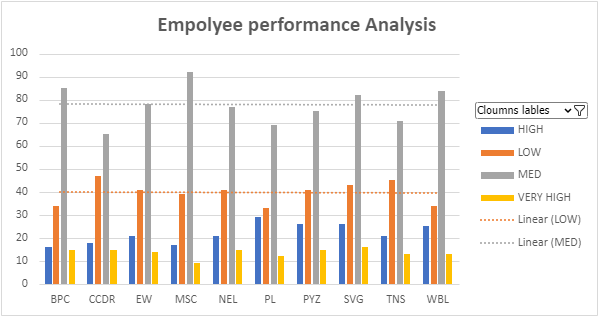 Empolyee performance Analysis
100
90
80
70
60
50
40
30
20
10
0
BPC CCDR EW MSC NEL PL PYZ SVG TNS WBL
Cloumns lables
HIGH
LOW
MED
VERY HIGH
Linear (LOW)
Linear (MED)